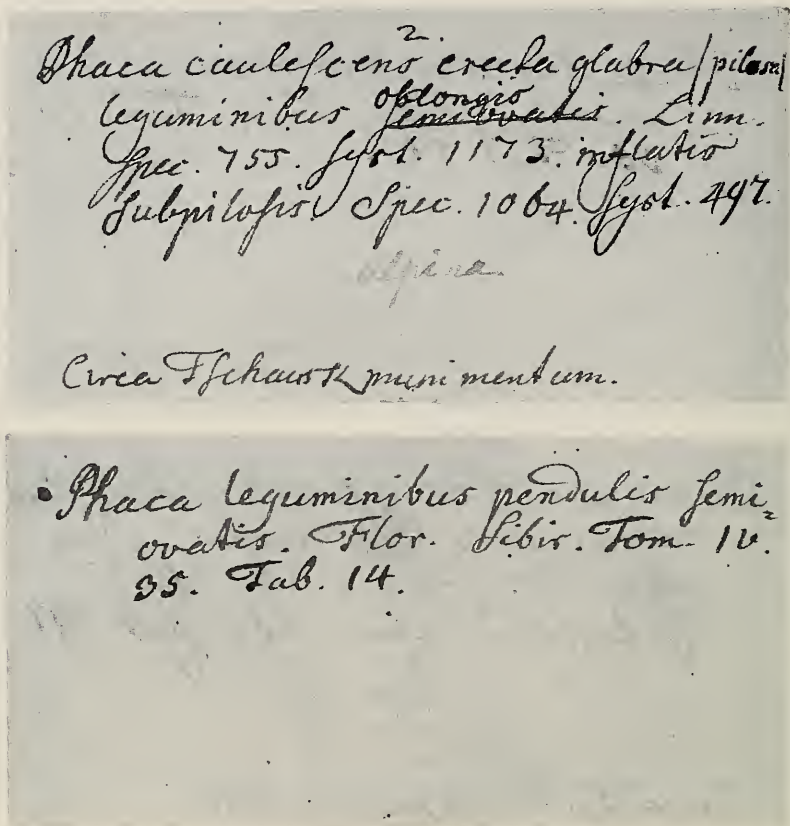 2.
Phaca caulescens erecta glabra/pilosa/
oblongis
leguminibus semiovatis. Linn.
Spec. 755. Syst. 1173. inflatis
Subpilosis. Spec. 1064. Syst. 497.
alpina.
Circa Tschausk munimentum.
Phaca leguminibus pendulis semi=
ovatis. Flor. Sibir. Tom. IV.
35. Tab. 14.